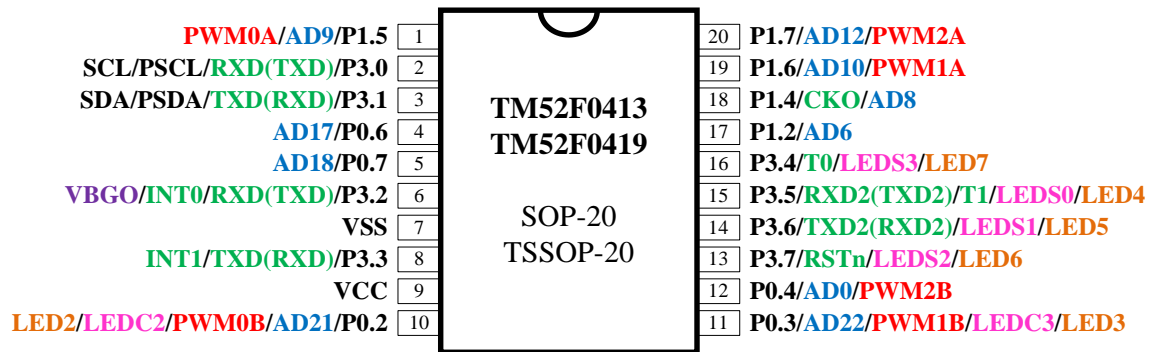 PWM0A/AD9/P1.5 1
20 P1.7/AD12/PWM2A
SCL/PSCL/RXD(TXD)/P3.0 2
19 P1.6/AD10/PWM1A
SDA/PSDA/TXD(RXD)/P3.1 3
18 P1.4/CKO/AD8
AD17/P0.6 4
17 P1.2/AD6
AD18/P0.7 5
16 P3.4/T0/LEDS3/LED7
VBGO/INT0/RXD(TXD)/P3.2 6
15 P3.5/RXD2(TXD2)/T1/LEDS0/LED4
VSS 7
14 P3.6/TXD2(RXD2)/LEDS1/LED5
INT1/TXD(RXD)/P3.3 8
13 P3.7/RSTn/LEDS2/LED6
VCC 9
12 P0.4/AD0/PWM2B
LED2/LEDC2/PWM0B/AD21/P0.2 10
11 P0.3/AD22/PWM1B/LEDC3/LED3
TM52F0413
TM52F0419
SOP-20
TSSOP-20